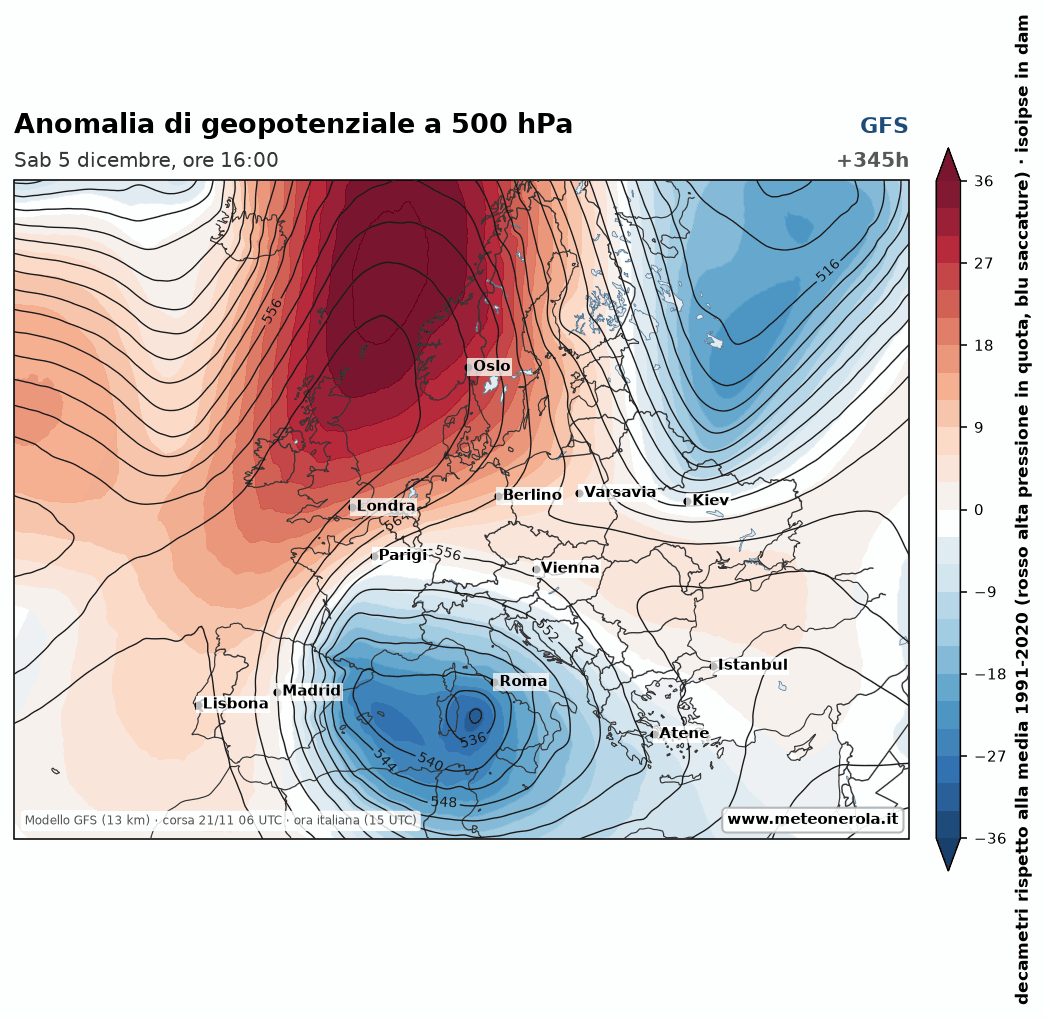 Anomalia di geopotenziale a 500 hPa
GFS
Sab 5 dicembre, ore 16:00
+345h
36
27
18
9
0
−9
−18
−27
−36
decametri rispetto alla media 1991-2020 (rosso alta pressione in quota, blu saccature) · isoipse in dam
516
556
Oslo
Londra
564
Berlino
Varsavia
Kiev
Parigi
556
Vienna
552
Istanbul
Roma
Madrid
Lisbona
Atene
536
540
544
548
Modello GFS (13 km) · corsa 21/11 06 UTC · ora italiana (15 UTC)
www.meteonerola.it